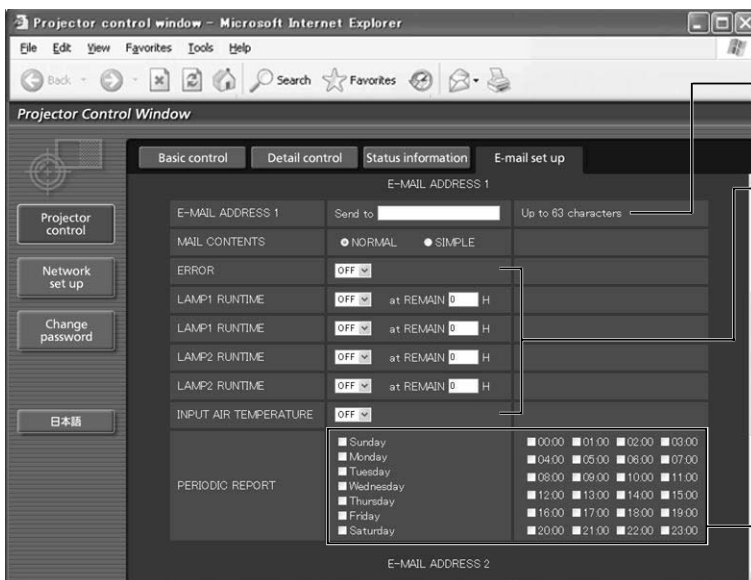 Projector control window - Microsoft Internet Explorer
File Edit View Favorites Tools Help
Back Search Favorites
Projector Control Window
Basic control Detail control Status information E-mail set up
E-MAIL ADDRESS 1
Projector control
Network set up
Change password
日本語
E-MAIL ADDRESS 1 Send to Up to 63 characters
MAIL CONTENTS NORMAL SIMPLE
ERROR OFF
LAMP1 RUNTIME OFF at REMAIN 0 H
LAMP1 RUNTIME OFF at REMAIN 0 H
LAMP2 RUNTIME OFF at REMAIN 0 H
LAMP2 RUNTIME OFF at REMAIN 0 H
INPUT AIR TEMPERATURE OFF
PERIODIC REPORT
Sunday
Monday
Tuesday
Wednesday
Thursday
Friday
Saturday
00:00 01:00 02:00 03:00
04:00 05:00 06:00 07:00
08:00 09:00 10:00 11:00
12:00 13:00 14:00 15:00
16:00 17:00 18:00 19:00
20:00 21:00 22:00 23:00
E-MAIL ADDRESS 2